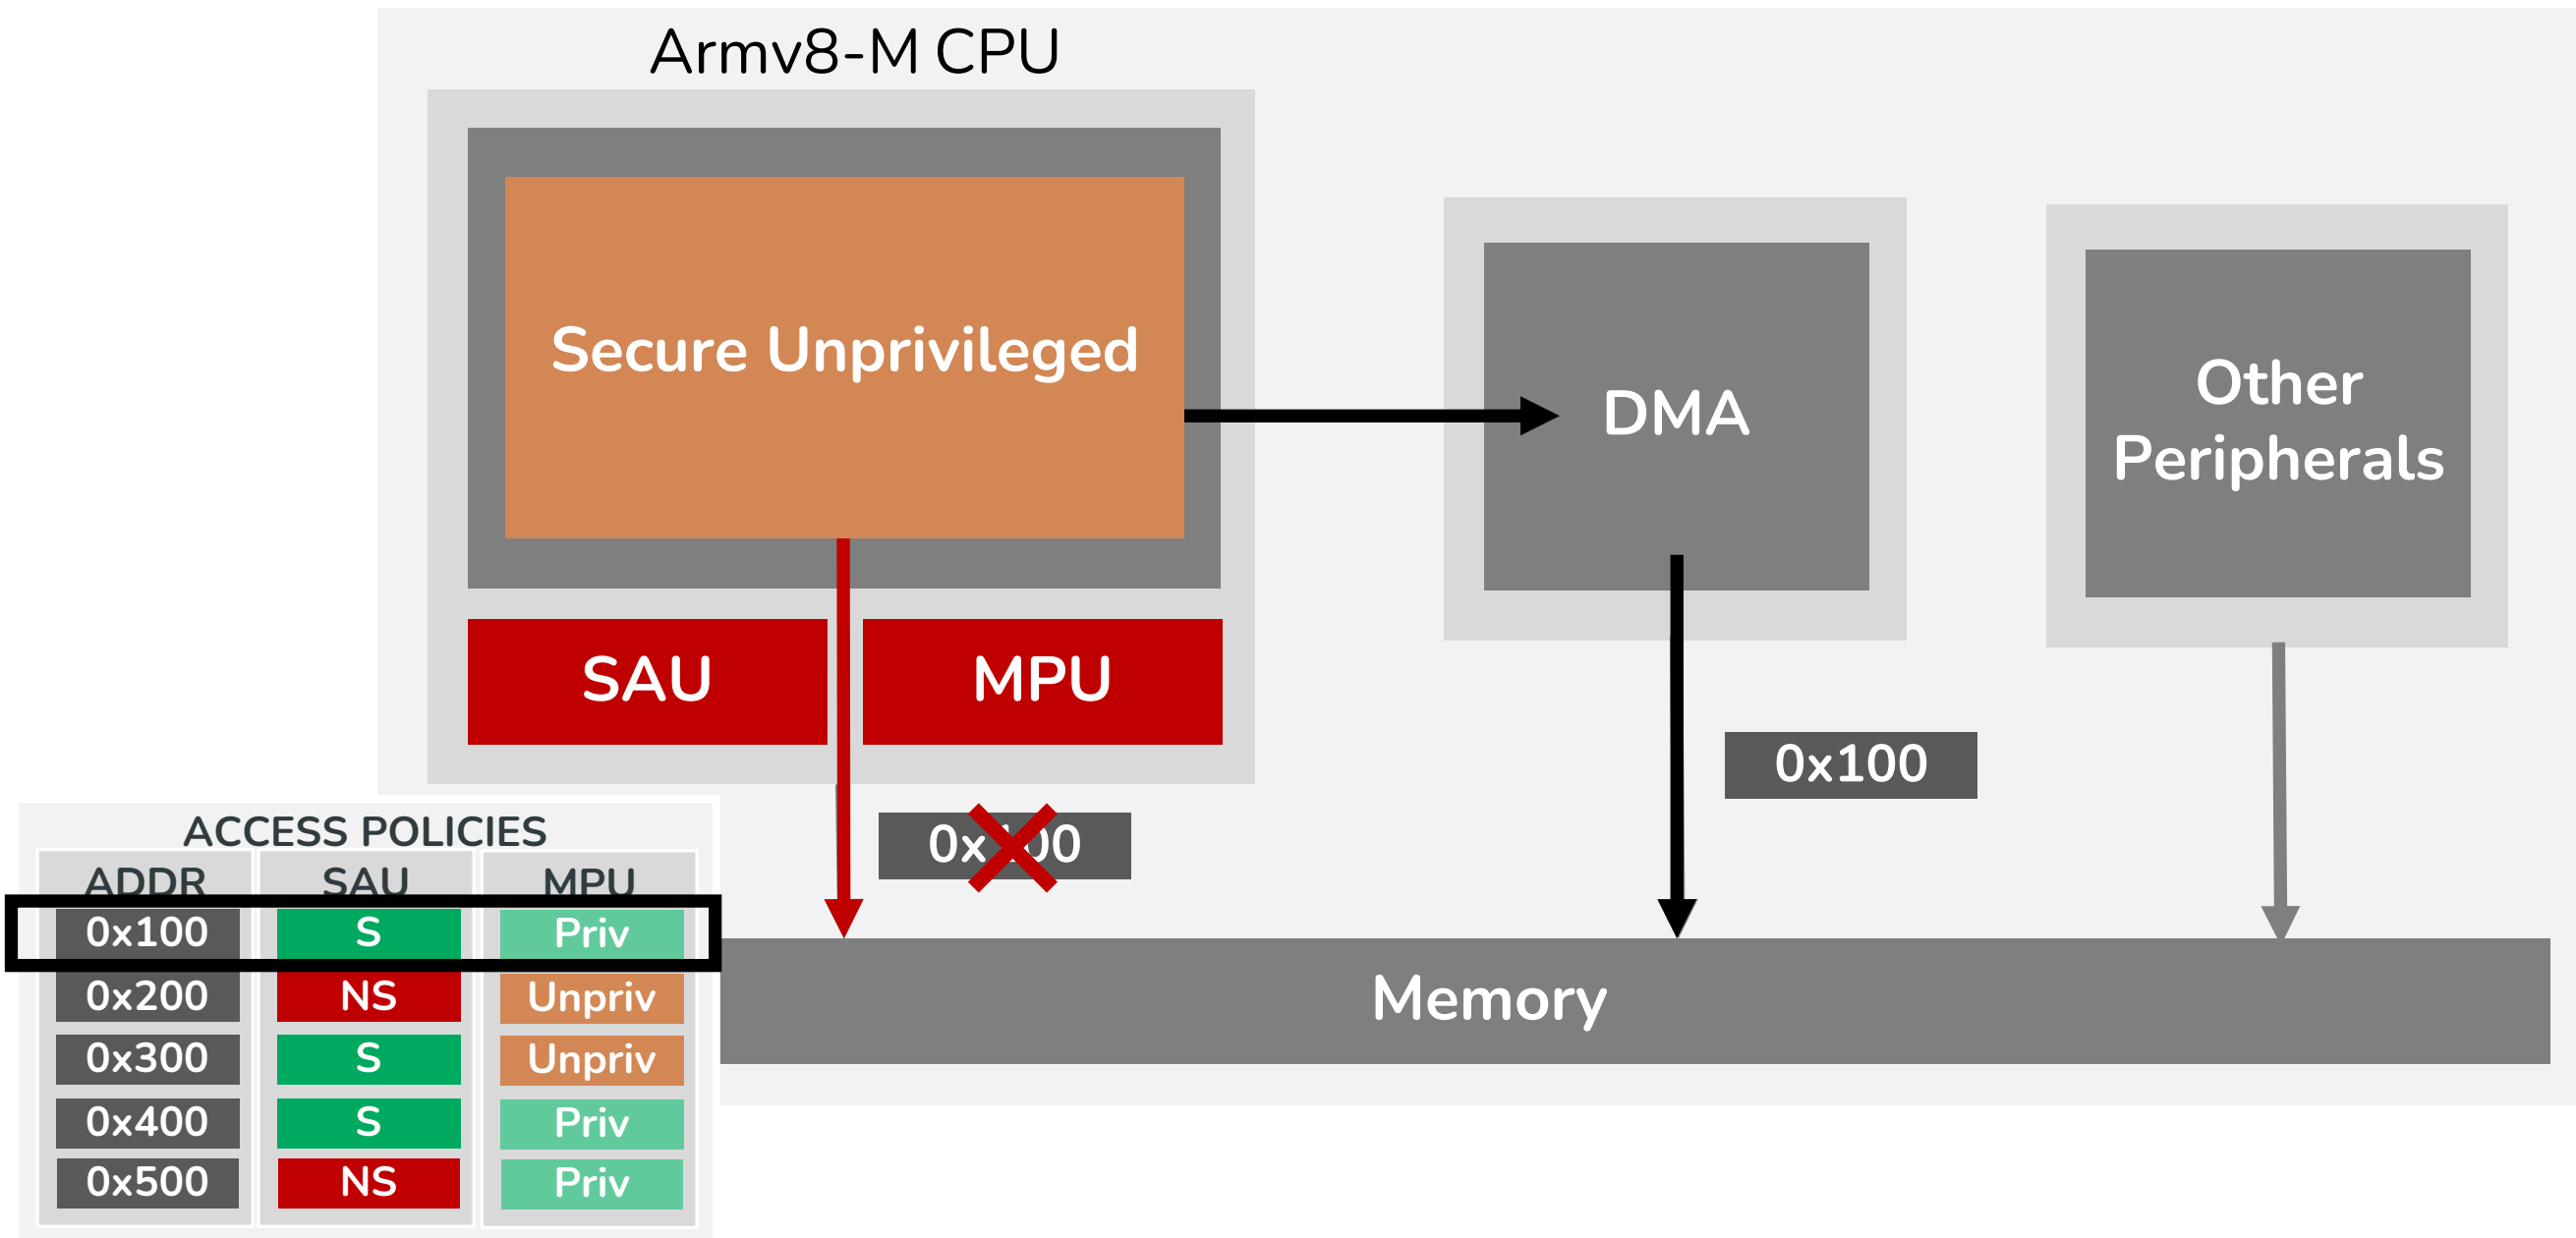 Armv8-M CPU
Secure Unprivileged
DMA
Other
Peripherals
SAU
MPU
0x100
0x100
Memory
ACCESS POLICIES
ADDR SAU MPU
0x100 S Priv
0x200 NS Unpriv
0x300 S Unpriv
0x400 S Priv
0x500 NS Priv